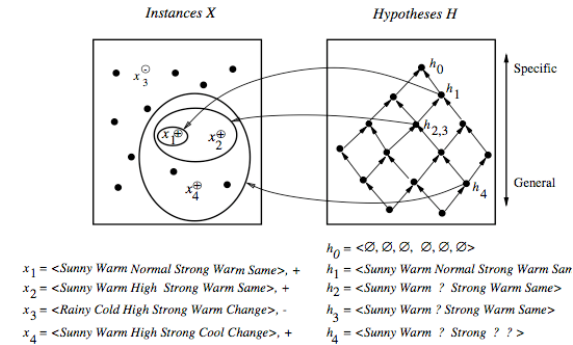 Instances X
Hypotheses H
x3 ⊖
x1 ⊕
x2 ⊕
x4 ⊕
h0
h1
h2,3
h4
Specific
General
h0 = <∅, ∅, ∅, ∅, ∅, ∅>
x1 = <Sunny Warm Normal Strong Warm Same>, +
h1 = <Sunny Warm Normal Strong Warm Sam
x2 = <Sunny Warm High Strong Warm Same>, +
h2 = <Sunny Warm ? Strong Warm Same>
x3 = <Rainy Cold High Strong Warm Change>, -
h3 = <Sunny Warm ? Strong Warm Same>
x4 = <Sunny Warm High Strong Cool Change>, +
h4 = <Sunny Warm ? Strong ? ? >